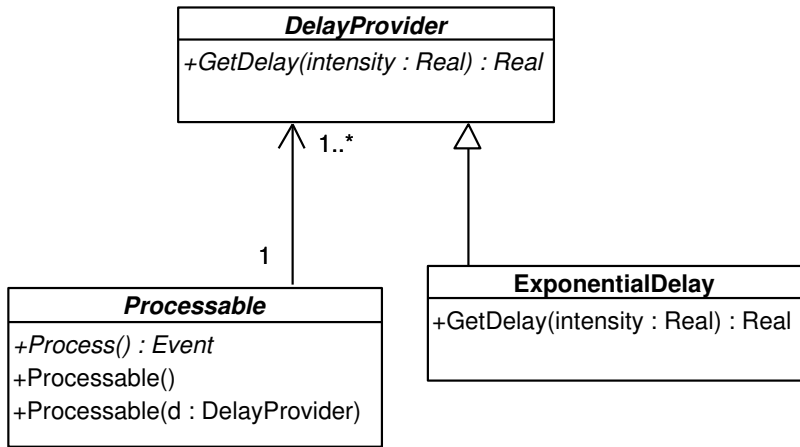 DelayProvider
+GetDelay(intensity : Real) : Real
1..*
1
Processable
+Process() : Event
+Processable()
+Processable(d : DelayProvider)
ExponentialDelay
+GetDelay(intensity : Real) : Real